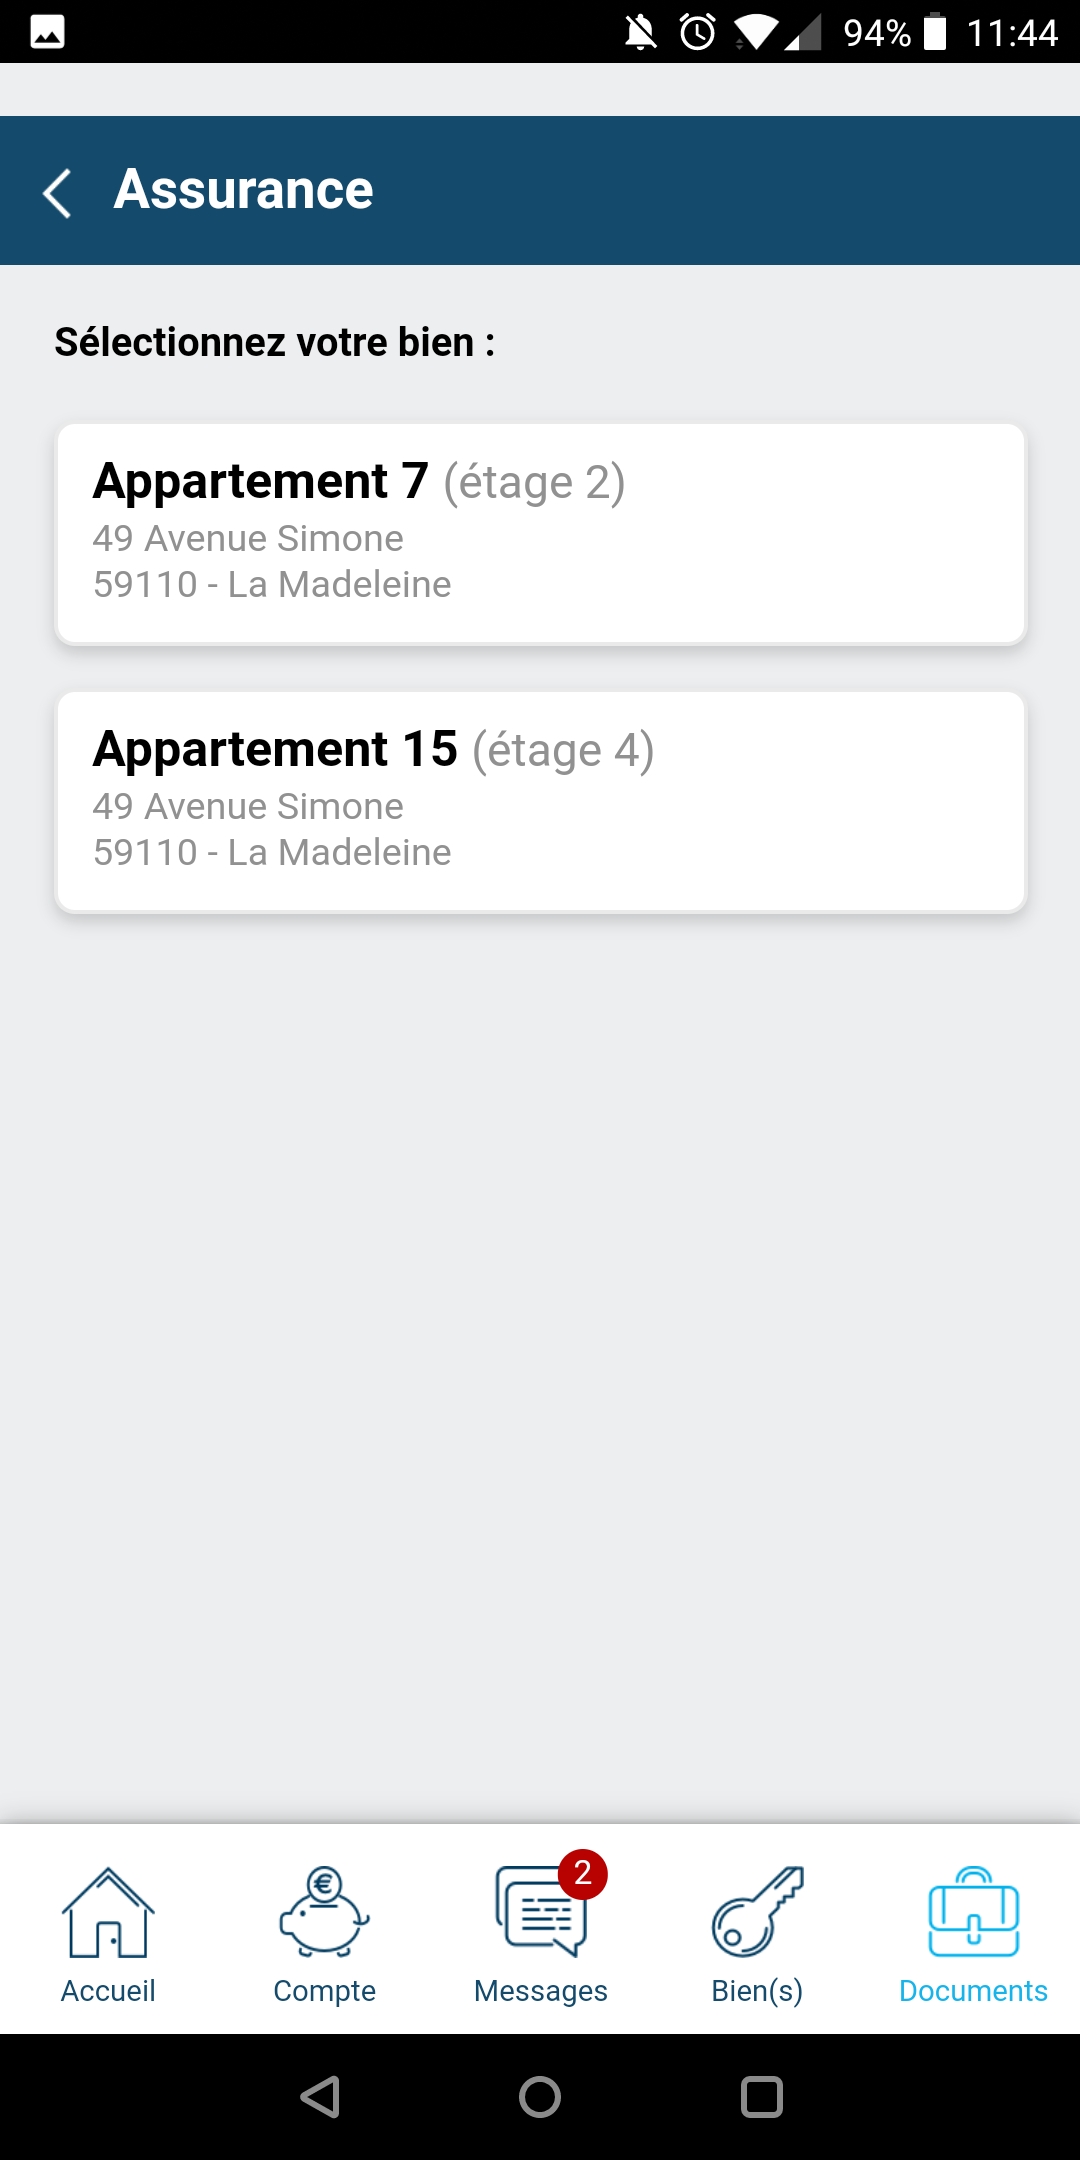 94% 11:44
Assurance
Sélectionnez votre bien :
Appartement 7 (étage 2)
49 Avenue Simone
59110 - La Madeleine
Appartement 15 (étage 4)
49 Avenue Simone
59110 - La Madeleine
€
2
Accueil Compte Messages Bien(s) Documents